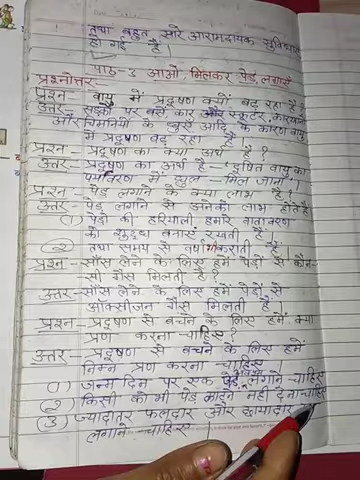 तथा बहुत सारे आरामदायक सुविधाएँ
हो गई हैं।
पाठ-3 आओ, मिलकर पेड़ लगाएँ
प्रश्नोत्तर
प्रश्न- वायु में प्रदूषण क्यों बढ़ रहा है?
उत्तर- सड़कों पर बसें कार और स्कूटर, कारखानों
और चिमनियों के धुएँ आदि के कारण वायु
में प्रदूषण बढ़ रहा है।
प्रश्न- प्रदूषण का क्या अर्थ है?
उत्तर- प्रदूषण का अर्थ है- दूषित वायु का
पर्यावरण में घुल मिल जाना।
प्रश्न- पेड़ लगाने के क्या लाभ हैं।
उत्तर- पेड़ लगाने से अनेकों लाभ होते हैं।
(1) पेड़ों की हरियाली हमारे वातावरण
को शुद्ध बनाए रखती है।
(2) तथा समय से वर्षा कराती हैं।
प्रश्न- साँस लेने के लिए हमें पेड़ों से कौन-
सी गैस मिलती है?
उत्तर- साँस लेने के लिए हमें पेड़ों से
ऑक्सीजन गैस मिलती है।
प्रश्न- प्रदूषण से बचने के लिए हमें क्या
प्रण करना चाहिए?
उत्तर- प्रदूषण से बचने के लिए हमें
निम्न प्रण करना चाहिए
(1) जन्म दिन पर एक पेड़ लगाने चाहिए
(2) किसी को भी पेड़ काटने नहीं देना चाहिए
(3) ज्यादातर फलदार और छायादार
लगाने चाहिए।